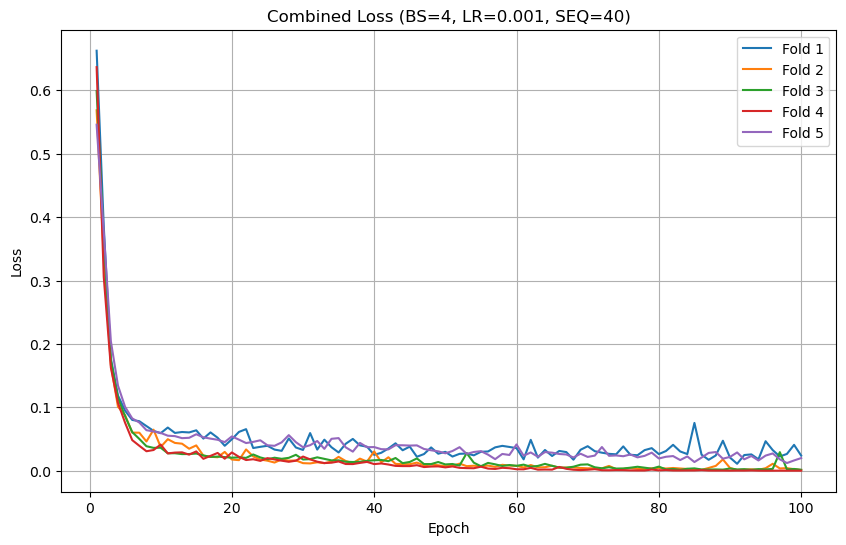 Combined Loss (BS=4, LR=0.001, SEQ=40)
Fold 1
Fold 2
Fold 3
Fold 4
Fold 5
Loss
0.6
0.5
0.4
0.3
0.2
0.1
0.0
0 20 40 60 80 100
Epoch